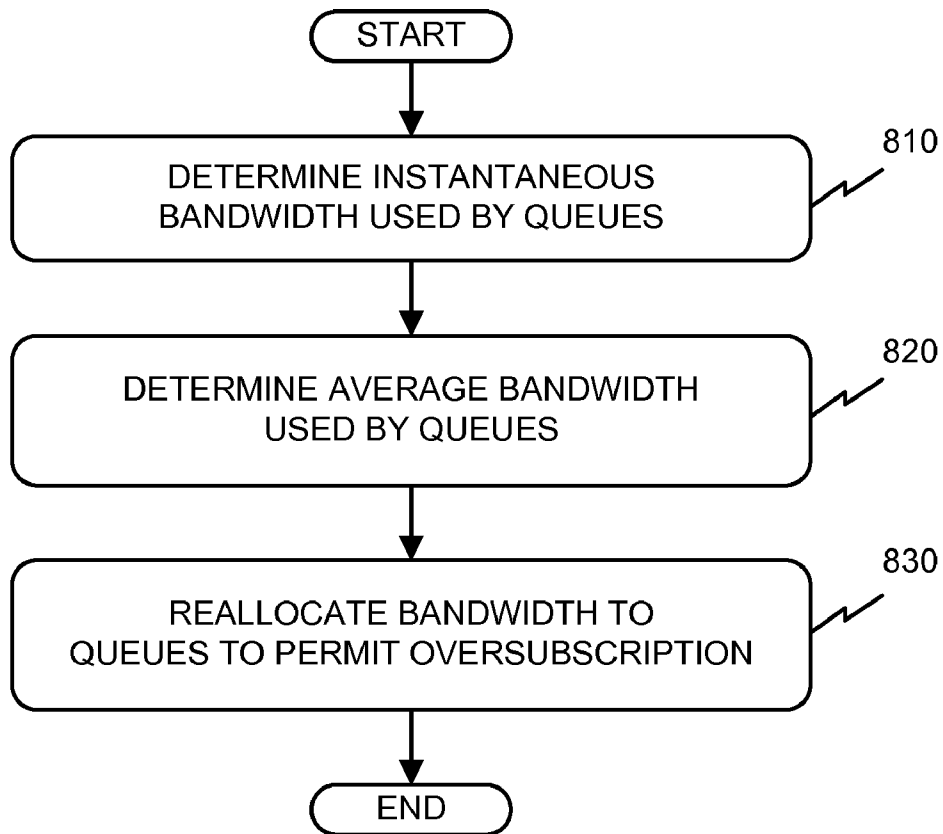 START
810
DETERMINE INSTANTANEOUS
BANDWIDTH USED BY QUEUES
820
DETERMINE AVERAGE BANDWIDTH
USED BY QUEUES
830
REALLOCATE BANDWIDTH TO
QUEUES TO PERMIT OVERSUBSCRIPTION
END